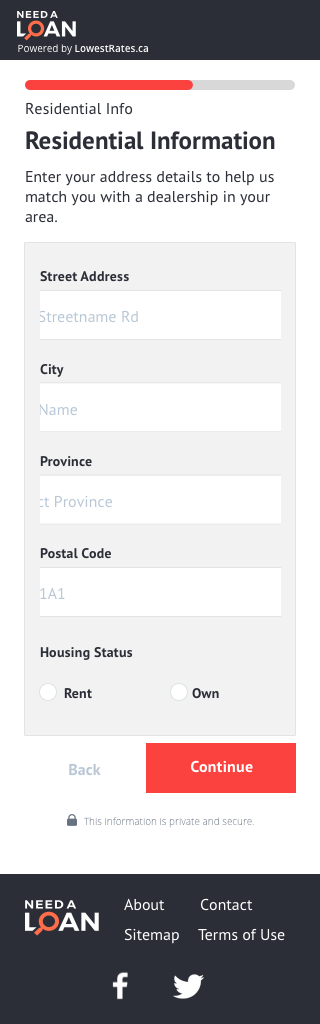 NEED A
LOAN
Powered by LowestRates.ca
Residential Info
Residential Information
Enter your address details to help us
match you with a dealership in your
area.
Street Address
Streetname Rd
City
Name
Province
ct Province
Postal Code
1A1
Housing Status
Rent Own
Back Continue
This information is private and secure.
NEED A
LOAN
About Contact
Sitemap Terms of Use